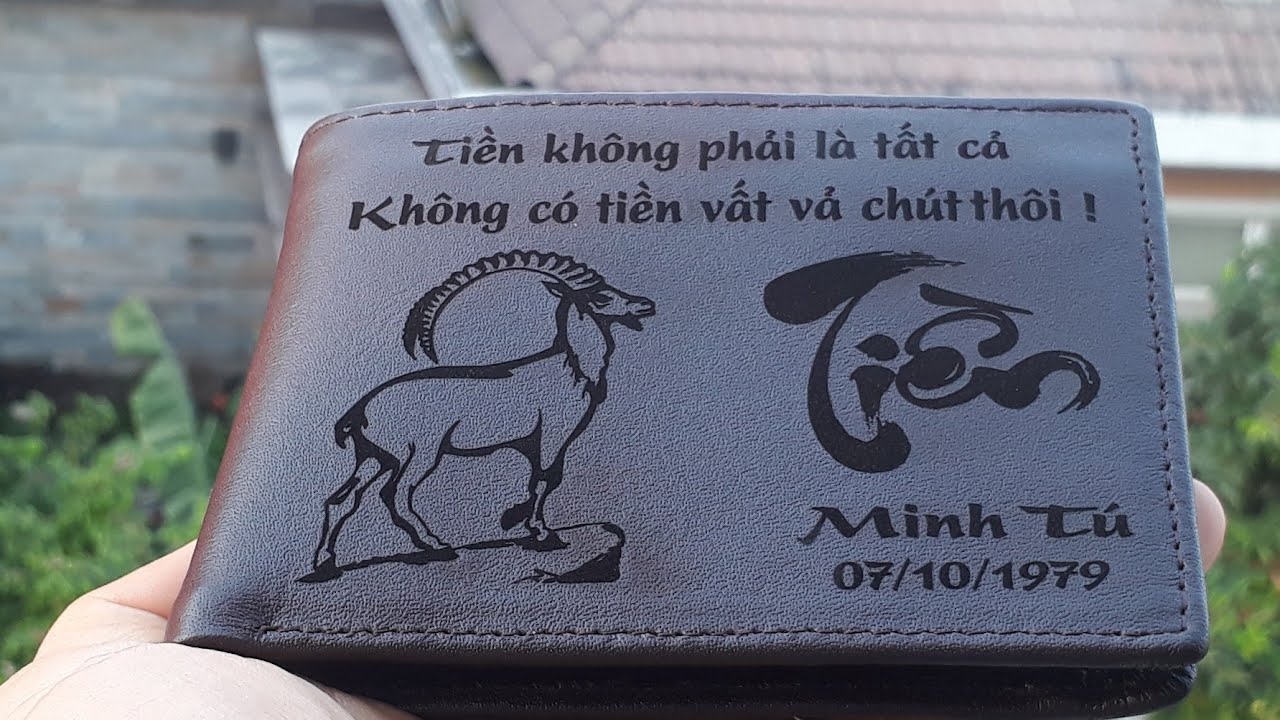 Tiền không phải là tất cả
Không có tiền vất vả chút thôi !
Tiền
Minh Tú
07/10/1979